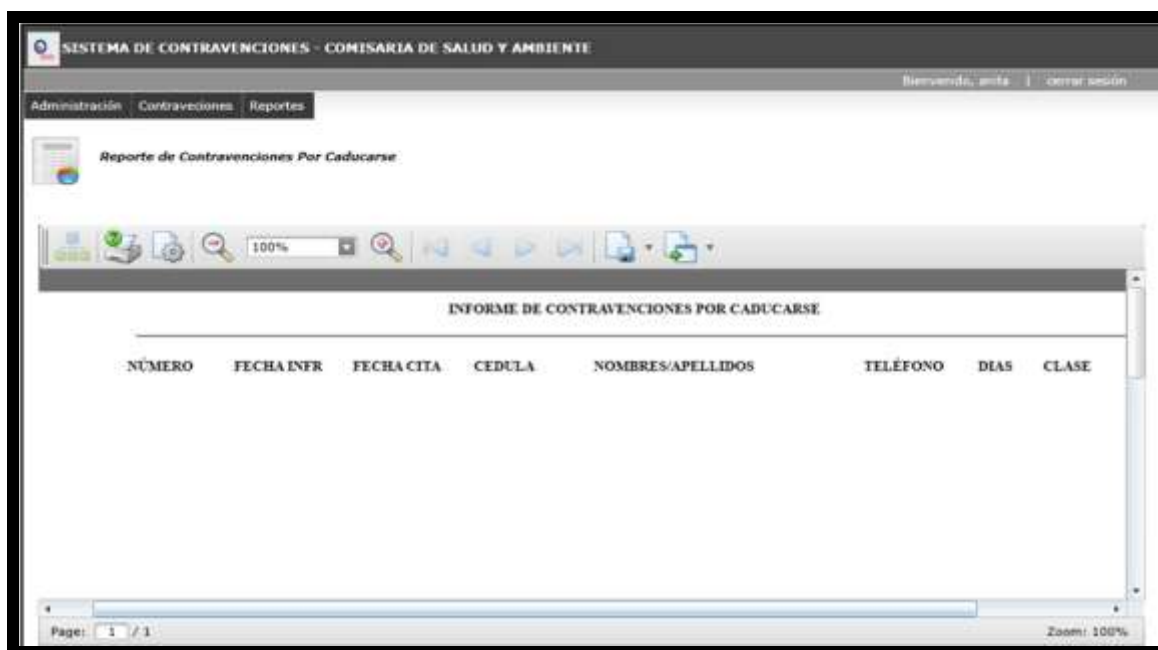 SISTEMA DE CONTRAVENCIONES - COMISARIA DE SALUD Y AMBIENTE
Bienvenido, anita | cerrar sesión
Administración Contraveciones Reportes
Reporte de Contravenciones Por Caducarse
100%
INFORME DE CONTRAVENCIONES POR CADUCARSE
NÚMERO FECHA INFR FECHA CITA CEDULA NOMBRES/APELLIDOS TELÉFONO DIAS CLASE
Page: 1 / 1 Zoom: 100%